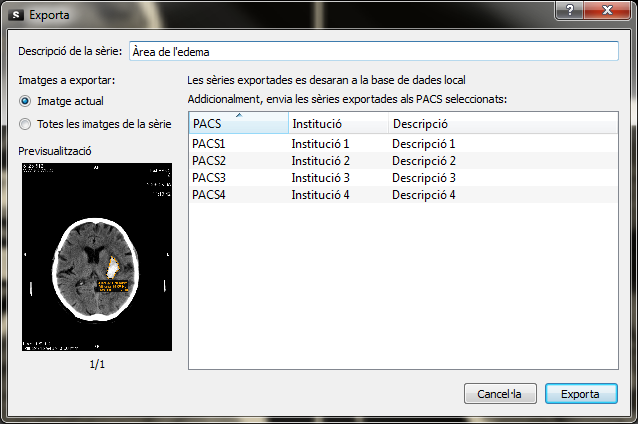 S Exporta
Descripció de la sèrie: Àrea de l'edema
Imatges a exportar:
Imatge actual
Totes les imatges de la sèrie
Previsualització
1/1
Les sèries exportades es desaran a la base de dades local
Addicionalment, envia les sèries exportades als PACS seleccionats:
PACS Institució Descripció
PACS1 Institució 1 Descripció 1
PACS2 Institució 2 Descripció 2
PACS3 Institució 3 Descripció 3
PACS4 Institució 4 Descripció 4
Cancel·la Exporta